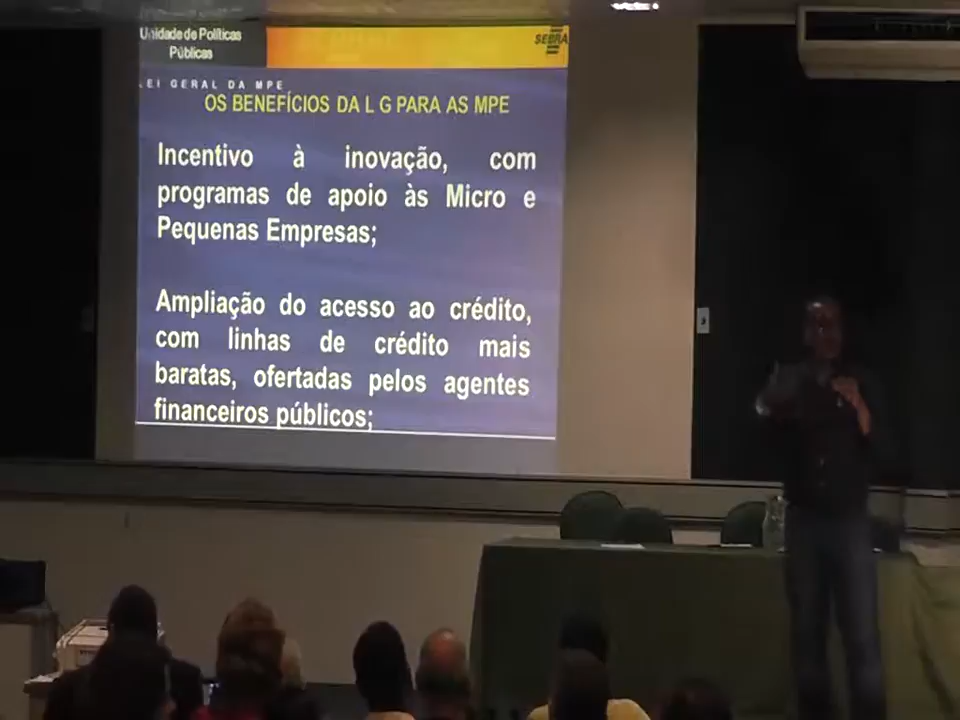 Unidade de Políticas
Públicas
SEBRA
LEI GERAL DA MPE
OS BENEFÍCIOS DA L G PARA AS MPE
Incentivo à inovação, com
programas de apoio às Micro e
Pequenas Empresas;
Ampliação do acesso ao crédito,
com linhas de crédito mais
baratas, ofertadas pelos agentes
financeiros públicos;